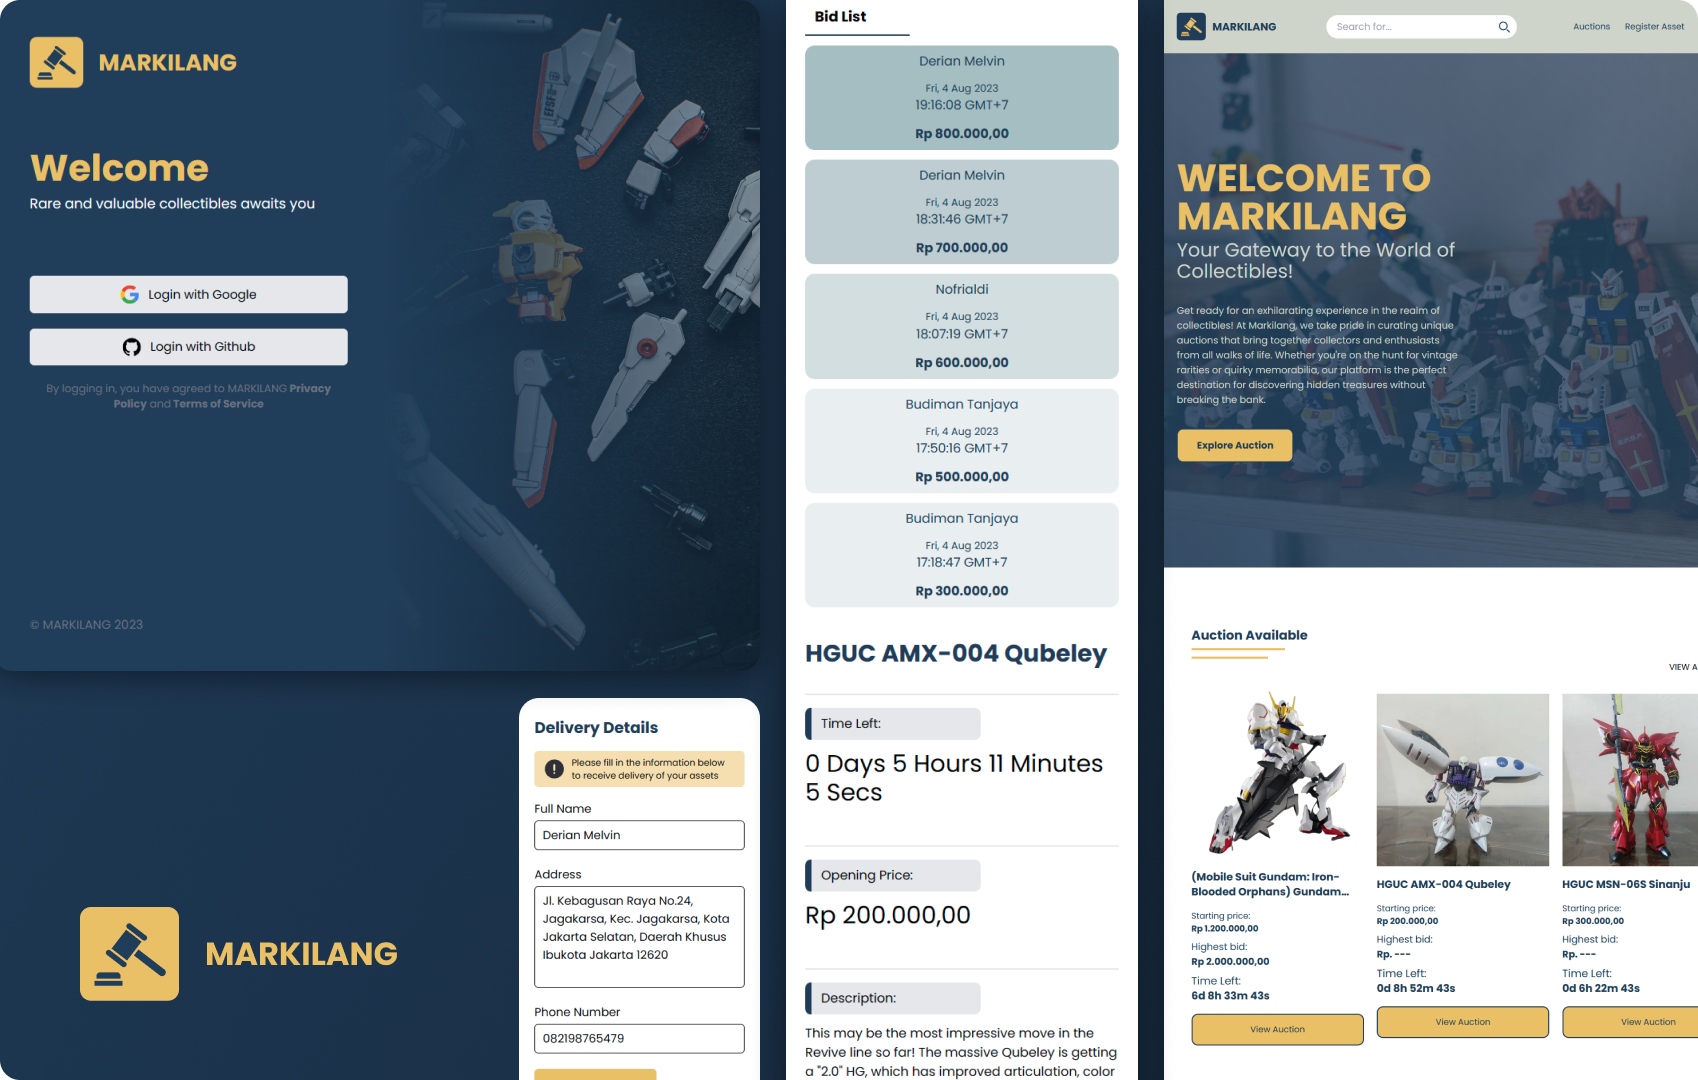 MARKILANG
Welcome
Rare and valuable collectibles awaits you
Login with Google
Login with Github
By logging in, you have agreed to MARKILANG Privacy
Policy and Terms of Service
© MARKILANG 2023
EFSF
MARKILANG
Delivery Details
Please fill in the information below
to receive delivery of your assets
Full Name
Derian Melvin
Address
Jl. Kebagusan Raya No.24,
Jagakarsa, Kec. Jagakarsa, Kota
Jakarta Selatan, Daerah Khusus
Ibukota Jakarta 12620
Phone Number
082198765479
Bid List
Derian Melvin
Fri, 4 Aug 2023
19:16:08 GMT+7
Rp 800.000,00
Derian Melvin
Fri, 4 Aug 2023
18:31:46 GMT+7
Rp 700.000,00
Nofrialdi
Fri, 4 Aug 2023
18:07:19 GMT+7
Rp 600.000,00
Budiman Tanjaya
Fri, 4 Aug 2023
17:50:16 GMT+7
Rp 500.000,00
Budiman Tanjaya
Fri, 4 Aug 2023
17:18:47 GMT+7
Rp 300.000,00
HGUC AMX-004 Qubeley
Time Left:
0 Days 5 Hours 11 Minutes
5 Secs
Opening Price:
Rp 200.000,00
Description:
This may be the most impressive move in the
Revive line so far! The massive Qubeley is getting
a "2.0" HG, which has improved articulation, color
MARKILANG
Search for...
Auctions
Register Asset
WELCOME TO
MARKILANG
Your Gateway to the World of
Collectibles!
Get ready for an exhilarating experience in the realm of
collectibles! At Markilang, we take pride in curating unique
auctions that bring together collectors and enthusiasts
from all walks of life. Whether you're on the hunt for vintage
rarities or quirky memorabilia, our platform is the perfect
destination for discovering hidden treasures without
breaking the bank.
Explore Auction
Auction Available
VIEW A
(Mobile Suit Gundam: Iron-
Blooded Orphans) Gundam...
Starting price:
Rp 1.200.000,00
Highest bid:
Rp 2.000.000,00
Time Left:
6d 8h 33m 43s
View Auction
HGUC AMX-004 Qubeley
Starting price:
Rp 200.000,00
Highest bid:
Rp. ---
Time Left:
0d 8h 52m 43s
View Auction
HGUC MSN-06S Sinanju
Starting price:
Rp 300.000,00
Highest bid:
Rp. ---
Time Left:
0d 6h 22m 43s
View Auction